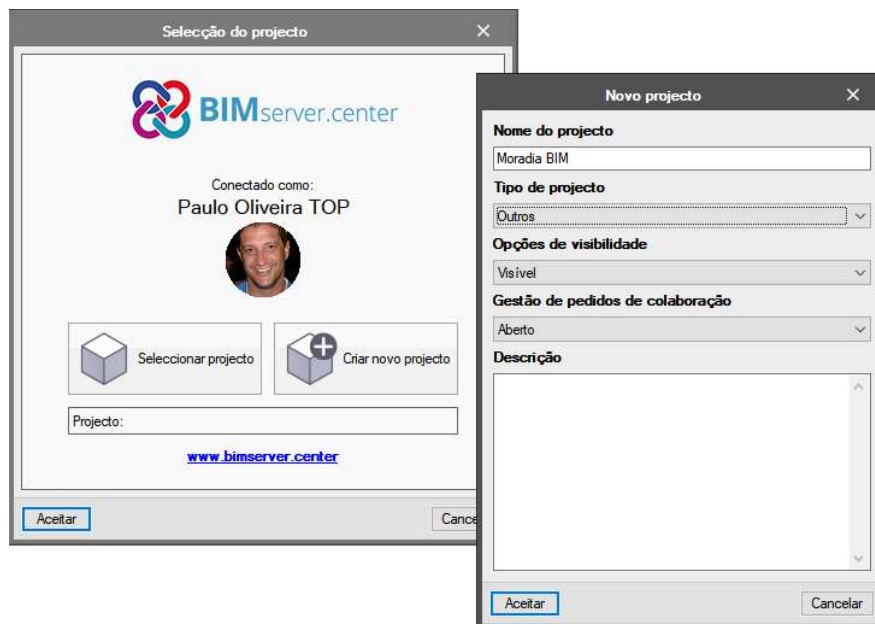 Selecção do projecto
BIMserver.center
Conectado como:
Paulo Oliveira TOP
Seleccionar projecto
Criar novo projecto
Projecto:
www.bimserver.center
Aceitar
Cance
Novo projecto
Nome do projecto
Moradia BIM
Tipo de projecto
Outros
Opções de visibilidade
Visível
Gestão de pedidos de colaboração
Aberto
Descrição
Aceitar
Cancelar